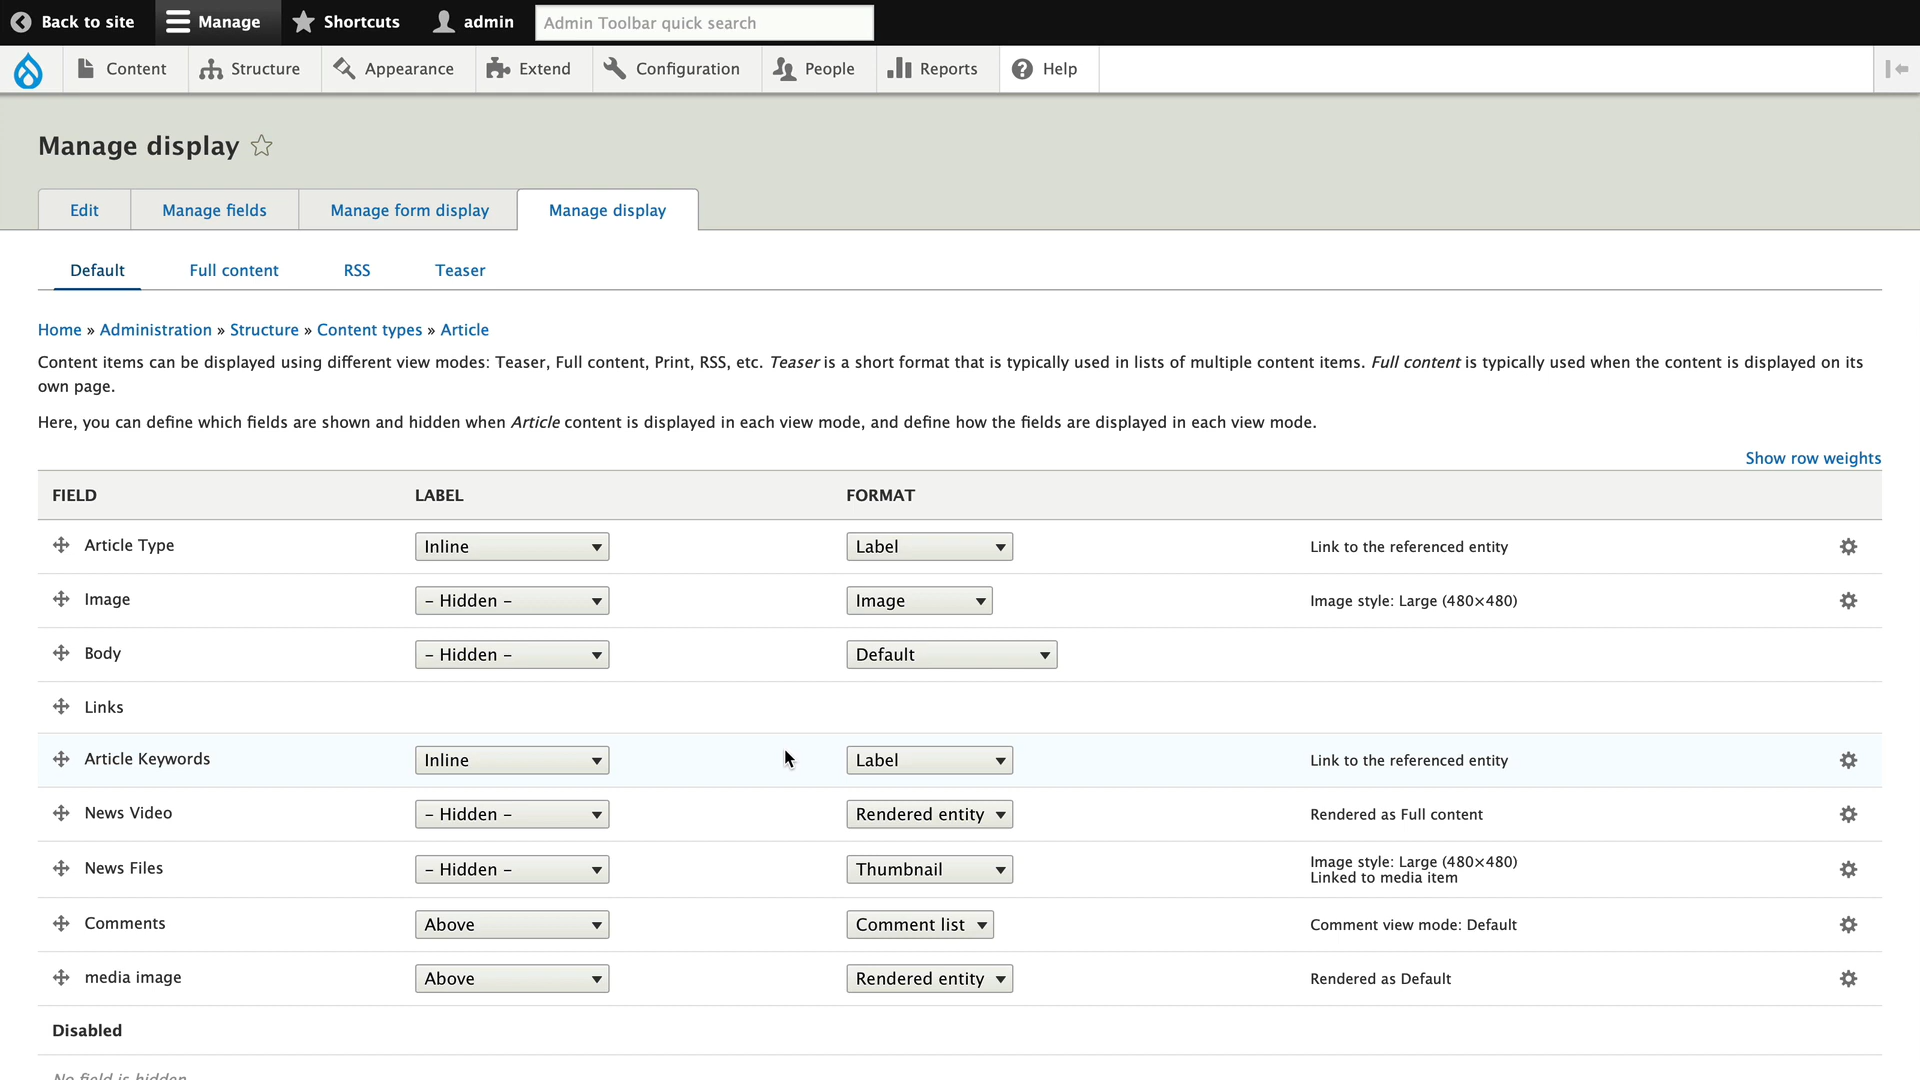 Back to site Manage Shortcuts admin Admin Toolbar quick search
Content Structure Appearance Extend Configuration People Reports Help
Manage display
Edit Manage fields Manage form display Manage display
Default Full content RSS Teaser
Home » Administration » Structure » Content types » Article
Content items can be displayed using different view modes: Teaser, Full content, Print, RSS, etc. Teaser is a short format that is typically used in lists of multiple content items. Full content is typically used when the content is displayed on its
own page.
Here, you can define which fields are shown and hidden when Article content is displayed in each view mode, and define how the fields are displayed in each view mode.
Show row weights
FIELD LABEL FORMAT
Article Type Inline Label Link to the referenced entity
Image – Hidden – Image Image style: Large (480×480)
Body – Hidden – Default
Links
Article Keywords Inline Label Link to the referenced entity
News Video – Hidden – Rendered entity Rendered as Full content
News Files – Hidden – Thumbnail Image style: Large (480×480)
Linked to media item
Comments Above Comment list Comment view mode: Default
media image Above Rendered entity Rendered as Default
Disabled
No field is hidden